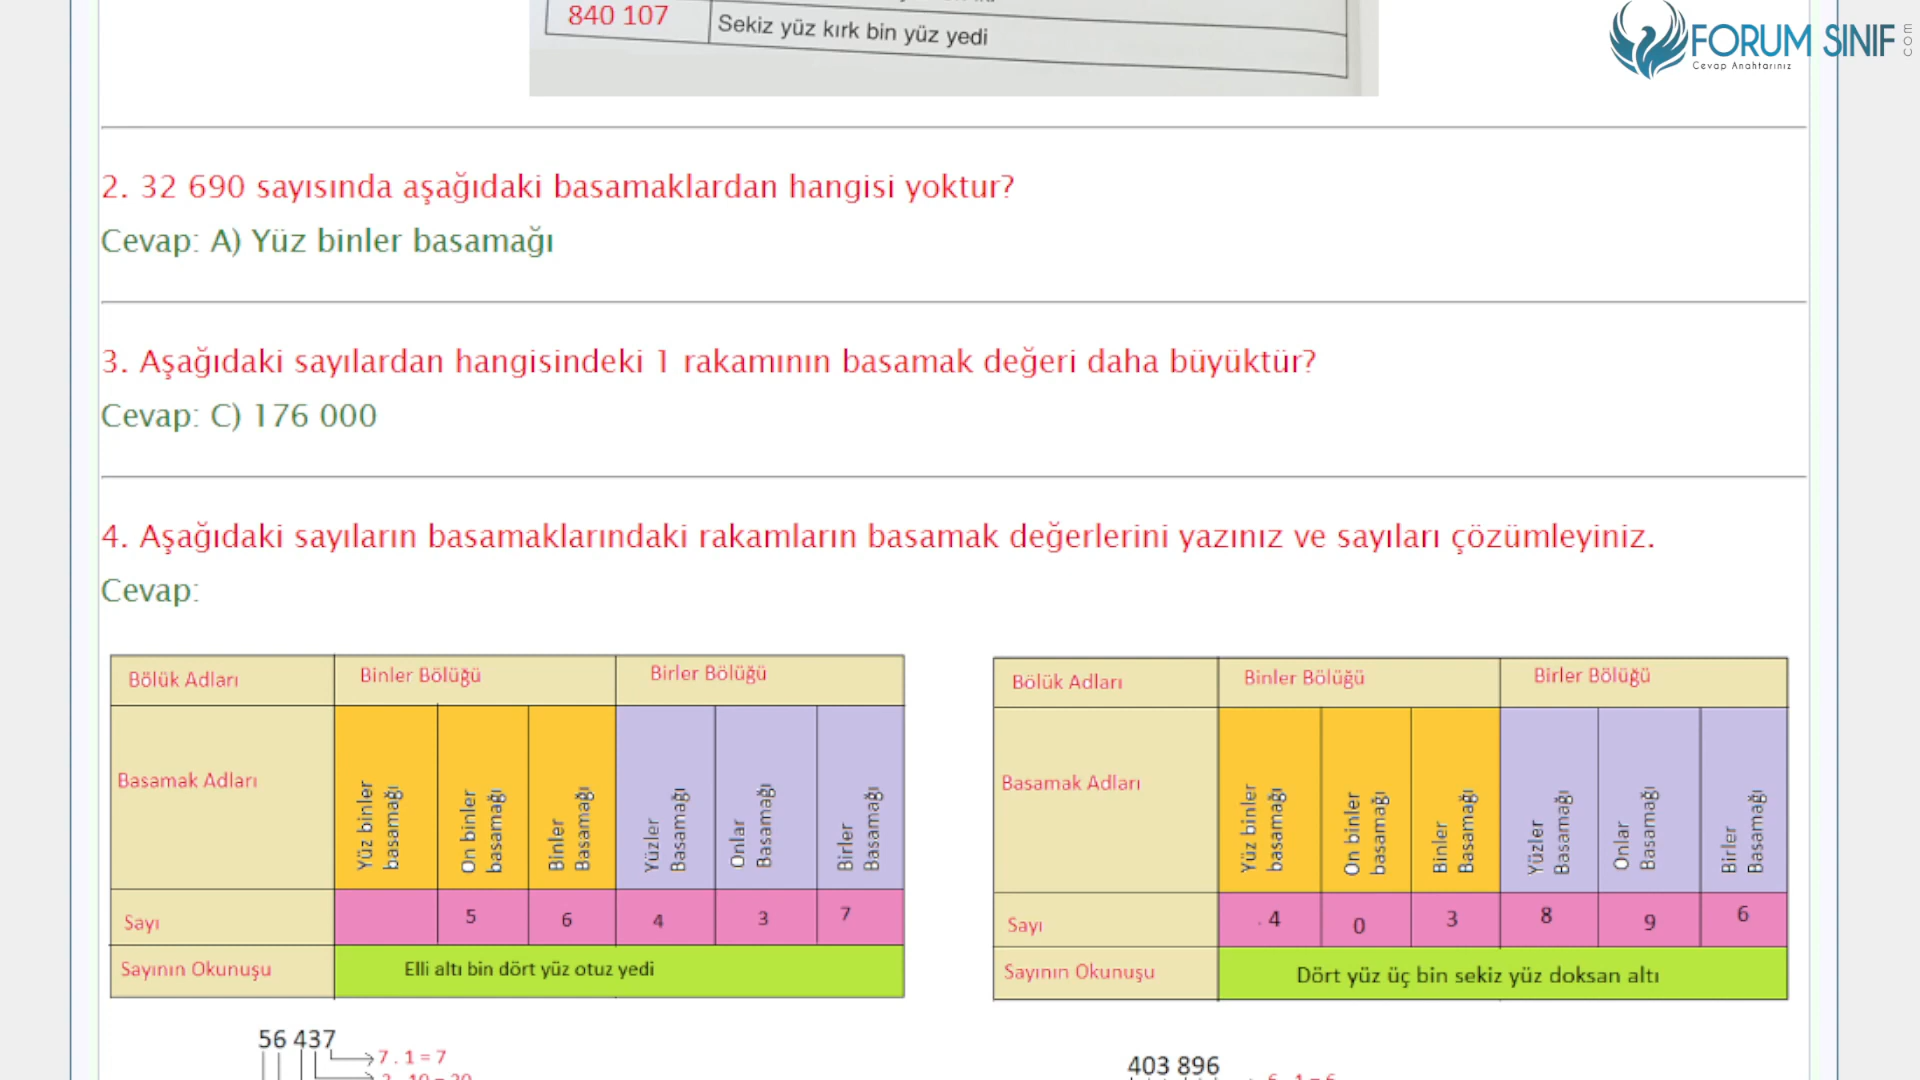 840 107
Sekiz yüz kırk bin yüz yedi
FORUM SINIF
com
Cevap Anahtarınız
2. 32 690 sayısında aşağıdaki basamaklardan hangisi yoktur?
Cevap: A) Yüz binler basamağı
3. Aşağıdaki sayılardan hangisindeki 1 rakamının basamak değeri daha büyüktür?
Cevap: C) 176 000
4. Aşağıdaki sayıların basamaklarındaki rakamların basamak değerlerini yazınız ve sayıları çözümleyiniz.
Cevap:
Bölük Adları Binler Bölüğü Birler Bölüğü
Basamak Adları
Yüz binler basamağı
On binler basamağı
Binler Basamağı
Yüzler Basamağı
Onlar Basamağı
Birler Basamağı
Sayı 5 6 4 3 7
Sayının Okunuşu Elli altı bin dört yüz otuz yedi
56 437
7 . 1 = 7
Bölük Adları Binler Bölüğü Birler Bölüğü
Basamak Adları
Yüz binler basamağı
On binler basamağı
Binler Basamağı
Yüzler Basamağı
Onlar Basamağı
Birler Basamağı
Sayı 4 0 3 8 9 6
Sayının Okunuşu Dört yüz üç bin sekiz yüz doksan altı
403 896